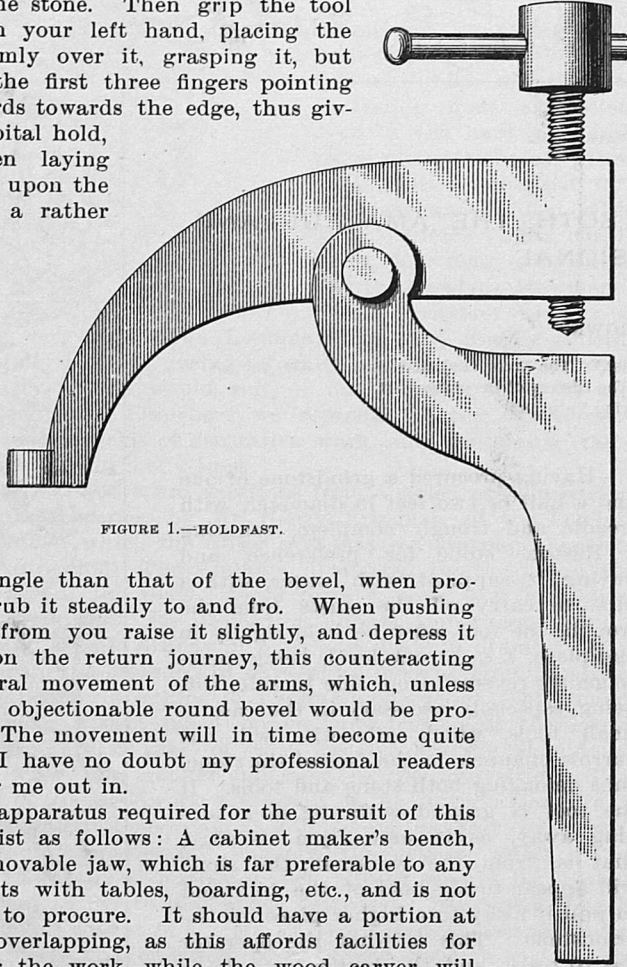 ne stone. Then grip the tool
your left hand, placing the
mly over it, grasping it, but
the first three fingers pointing
rds towards the edge, thus giv-
pital hold,
en laying
upon the
a rather
FIGURE 1.—HOLDFAST.
ngle than that of the bevel, when pro-
rub it steadily to and fro. When pushing
from you raise it slightly, and depress it
on the return journey, this counteracting
ral movement of the arms, which, unless
objectionable round bevel would be pro-
The movement will in time become quite
I have no doubt my professional readers
me out in.
apparatus required for the pursuit of this
ist as follows: A cabinet maker's bench,
movable jaw, which is far preferable to any
ts with tables, boarding, etc., and is not
to procure. It should have a portion at
overlapping, as this affords facilities for
the work, while the wood carver will